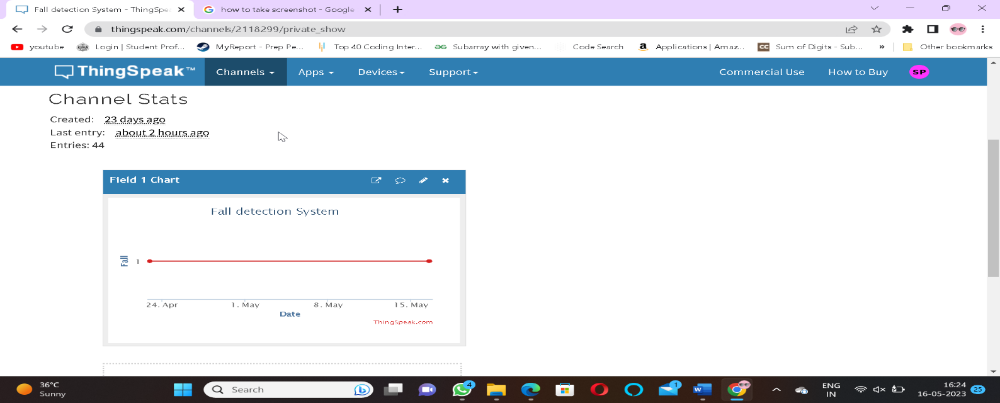 Fall detection System - ThingSpe
how to take screenshot - Google
thingspeak.com/channels/2118299/private_show
youtube
Login | Student Prof...
MyReport - Prep Pe...
Top 40 Coding Inter...
Subarray with given...
Code Search
Applications | Amaz...
Sum of Digits - Sub...
Other bookmarks
ThingSpeak™
Channels
Apps
Devices
Support
Commercial Use
How to Buy
SP
Channel Stats
Created: 23 days ago
Last entry: about 2 hours ago
Entries: 44
Field 1 Chart
Fall detection System
Fall
1
24. Apr
1. May
8. May
15. May
Date
ThingSpeak.com
36°C
Sunny
Search
4
1
ENG
IN
16:24
16-05-2023
25